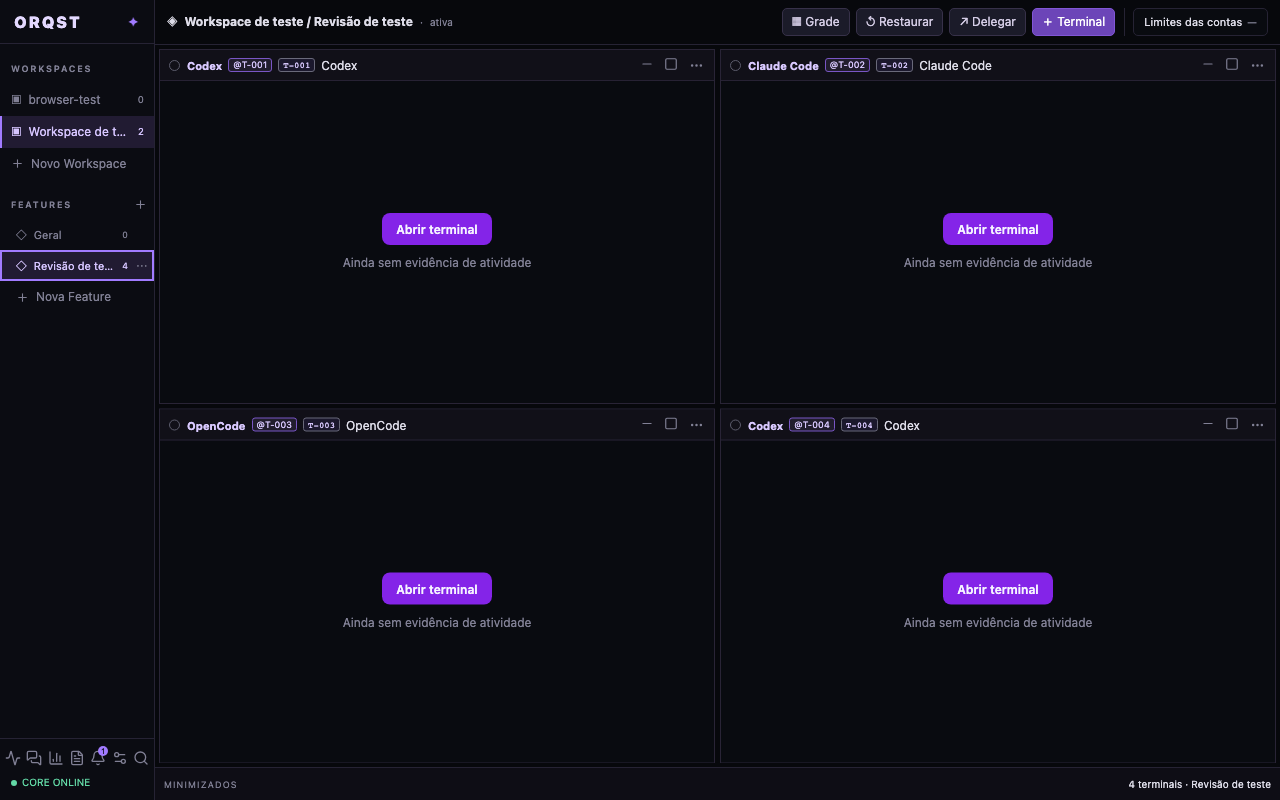 ORQST
Workspace de teste / Revisão de teste · ativa
Grade
Restaurar
Delegar
+ Terminal
Limites das contas —
WORKSPACES
browser-test 0
Workspace de t... 2
+ Novo Workspace
FEATURES +
Geral 0
Revisão de te... 4 ...
+ Nova Feature
Codex @T-001 T-001 Codex
Abrir terminal
Ainda sem evidência de atividade
Claude Code @T-002 T-002 Claude Code
Abrir terminal
Ainda sem evidência de atividade
OpenCode @T-003 T-003 OpenCode
Abrir terminal
Ainda sem evidência de atividade
Codex @T-004 T-004 Codex
Abrir terminal
Ainda sem evidência de atividade
1
CORE ONLINE
MINIMIZADOS
4 terminais · Revisão de teste